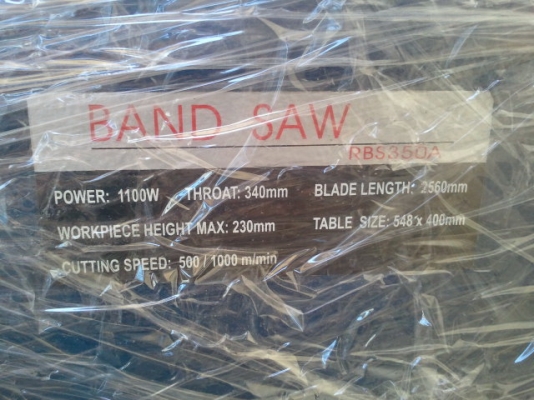 BAND SAW
RBS350A
POWER: 1100W THROAT: 340mm BLADE LENGTH: 2560mm
WORKPIECE HEIGHT MAX: 230mm TABLE SIZE: 548 x 400mm
CUTTING SPEED: 500 / 1000 m/min